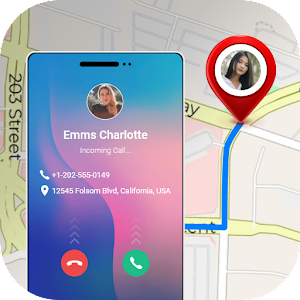 203 Street
Emms Charlotte
Incoming Call...
+1-202-555-0149
12545 Folsom Blvd, California, USA